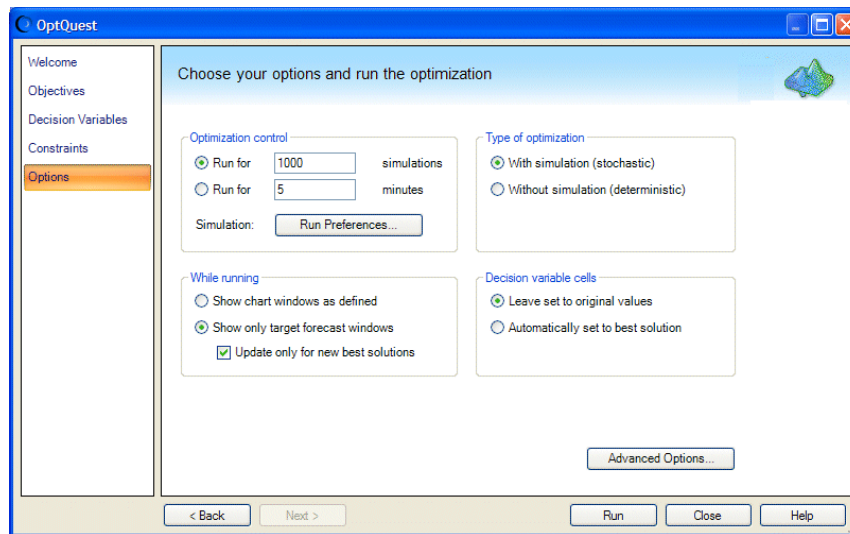 OptQuest
Welcome
Objectives
Decision Variables
Constraints
Options
Choose your options and run the optimization
Optimization control
Run for 1000 simulations
Run for 5 minutes
Simulation: Run Preferences...
Type of optimization
With simulation (stochastic)
Without simulation (deterministic)
While running
Show chart windows as defined
Show only target forecast windows
Update only for new best solutions
Decision variable cells
Leave set to original values
Automatically set to best solution
Advanced Options...
< Back Next > Run Close Help